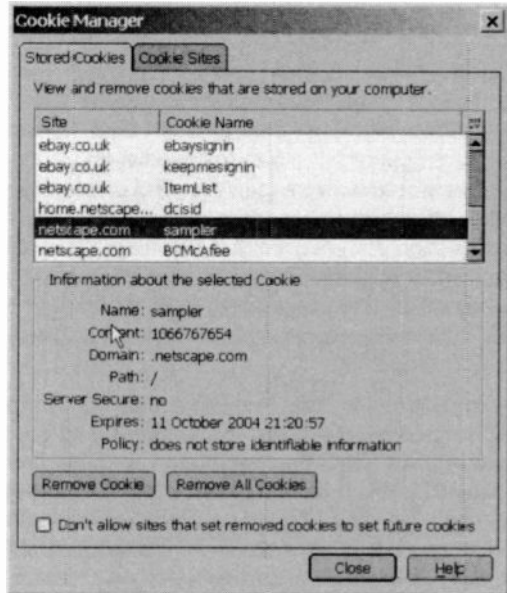 Cookie Manager
Stored Cookies Cookie Sites
View and remove cookies that are stored on your computer.
Site Cookie Name
ebay.co.uk ebaysignin
ebay.co.uk keepmesignin
ebay.co.uk ItemList
home.netscape... dcisid
netscape.com sampler
netscape.com BCMcAfee
Information about the selected Cookie
Name: sampler
Content: 1066767654
Domain: .netscape.com
Path: /
Server Secure: no
Expires: 11 October 2004 21:20:57
Policy: does not store identifiable information
Remove Cookie Remove All Cookies
Don't allow sites that set removed cookies to set future cookies
Close Help